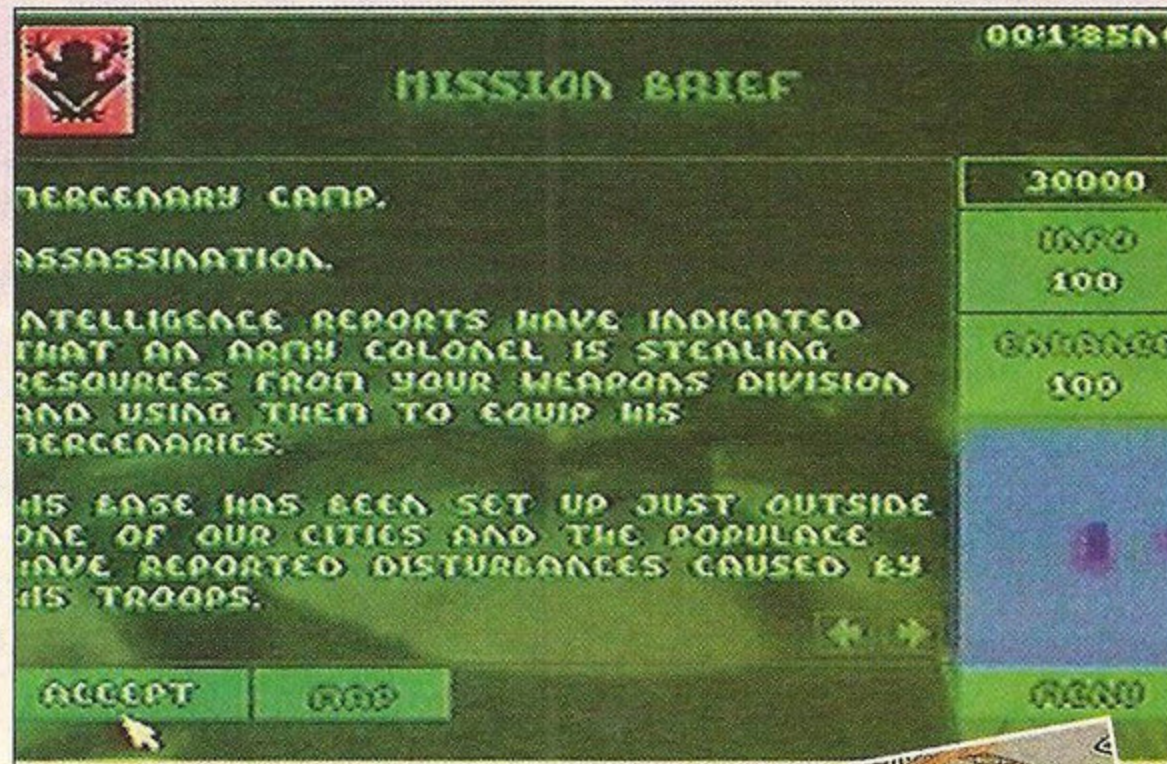 00:1:85N
MISSION BRIEF
MERCENARY CAMP.
30000
INFO
ASSASSINATION.
100
INTELLIGENCE REPORTS HAVE INDICATED
THAT AN ARMY COLONEL IS STEALING
RESOURCES FROM YOUR WEAPONS DIVISION
AND USING THEM TO EQUIP HIS
MERCENARIES.
ENHANCE
100
HIS BASE HAS BEEN SET UP JUST OUTSIDE
ONE OF OUR CITIES AND THE POPULACE
HAVE REPORTED DISTURBANCES CAUSED BY
HIS TROOPS.
ACCEPT
MAP
MENU